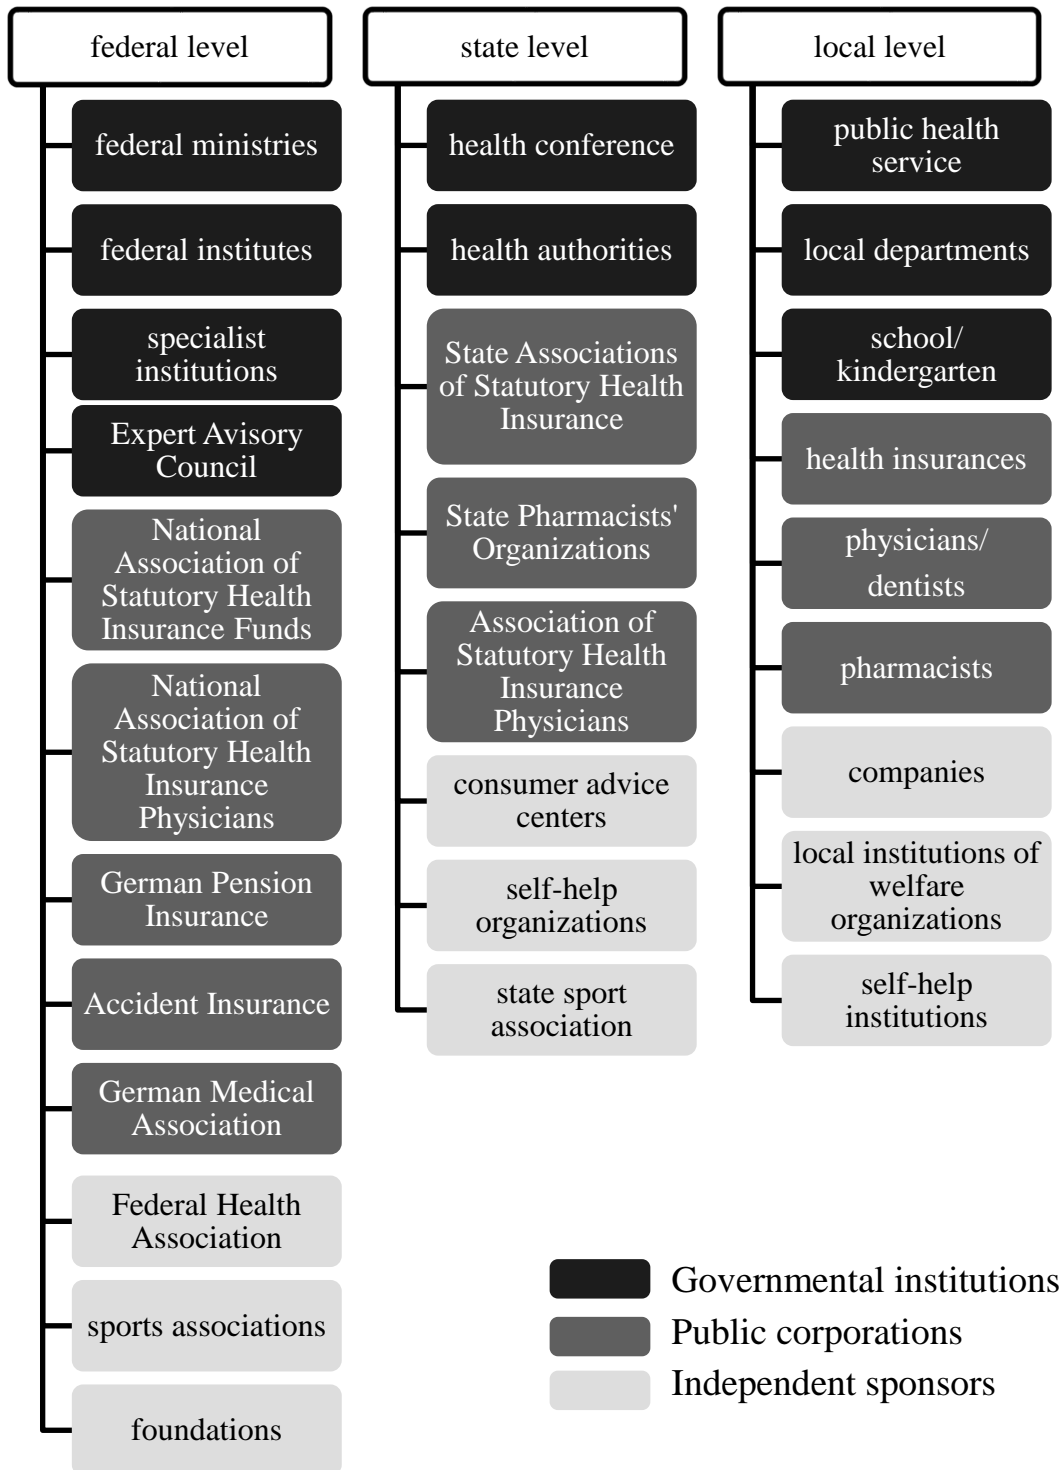 federal level
federal ministries
federal institutes
specialist
institutions
Expert Avisory
Council
National
Association of
Statutory Health
Insurance Funds
National
Association of
Statutory Health
Insurance
Physicians
German Pension
Insurance
Accident Insurance
German Medical
Association
Federal Health
Association
sports associations
foundations
state level
health conference
health authorities
State Associations
of Statutory Health
Insurance
State Pharmacists'
Organizations
Association of
Statutory Health
Insurance
Physicians
consumer advice
centers
self-help
organizations
state sport
association
local level
public health
service
local departments
school/
kindergarten
health insurances
physicians/
dentists
pharmacists
companies
local institutions of
welfare
organizations
self-help
institutions
Governmental institutions
Public corporations
Independent sponsors